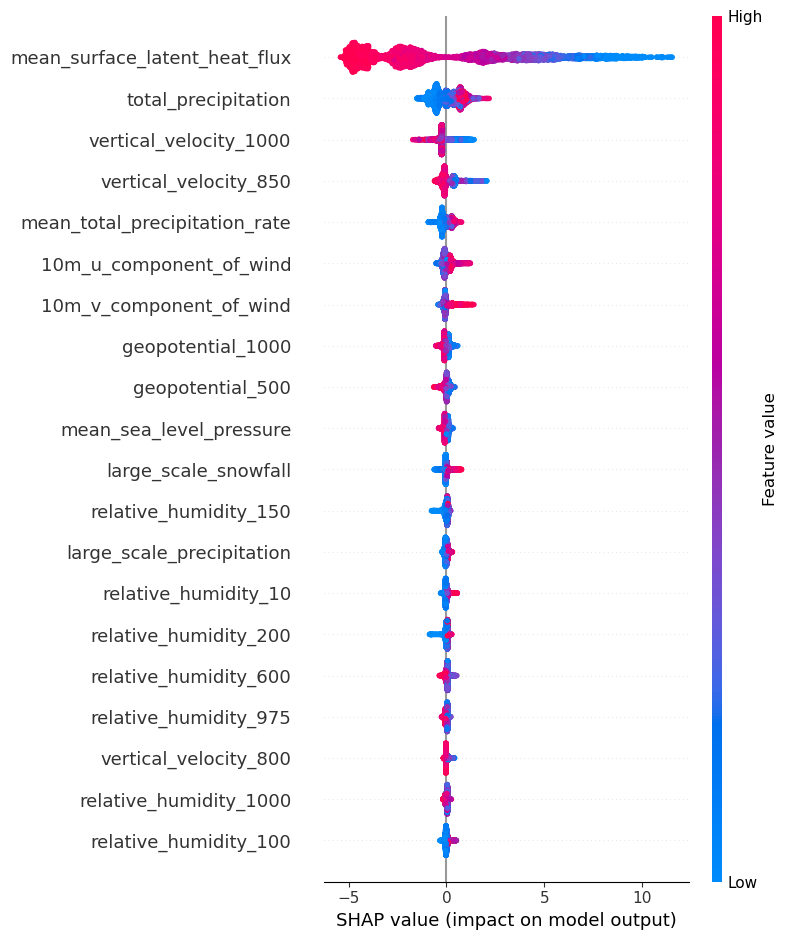 High
mean_surface_latent_heat_flux
total_precipitation
vertical_velocity_1000
vertical_velocity_850
mean_total_precipitation_rate
10m_u_component_of_wind
10m_v_component_of_wind
geopotential_1000
geopotential_500
mean_sea_level_pressure
large_scale_snowfall
relative_humidity_150
large_scale_precipitation
relative_humidity_10
relative_humidity_200
relative_humidity_600
relative_humidity_975
vertical_velocity_800
relative_humidity_1000
relative_humidity_100
Feature value
Low
−5 0 5 10
SHAP value (impact on model output)